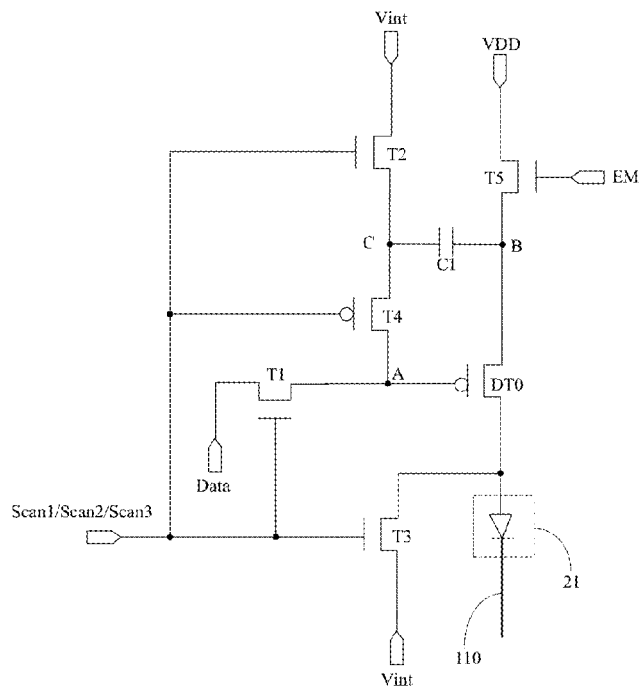 Vint
VDD
T2
T5
EM
C
B
C1
T4
T1
A
DT0
Data
Scan1/Scan2/Scan3
T3
21
110
Vint